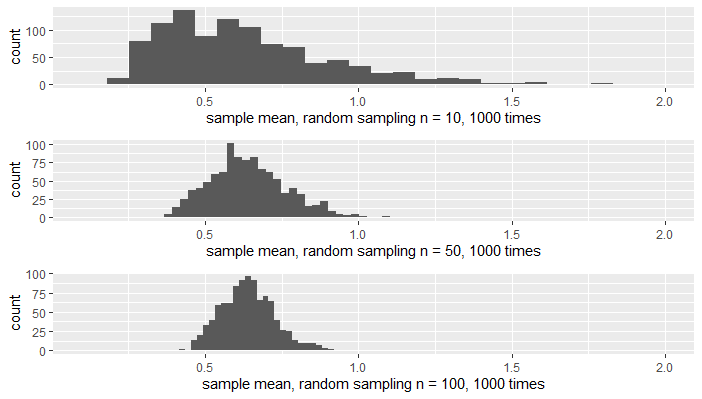 count
100
50
0
0.5 1.0 1.5 2.0
sample mean, random sampling n = 10, 1000 times
count
100
75
50
25
0
0.5 1.0 1.5 2.0
sample mean, random sampling n = 50, 1000 times
count
100
75
50
25
0
0.5 1.0 1.5 2.0
sample mean, random sampling n = 100, 1000 times